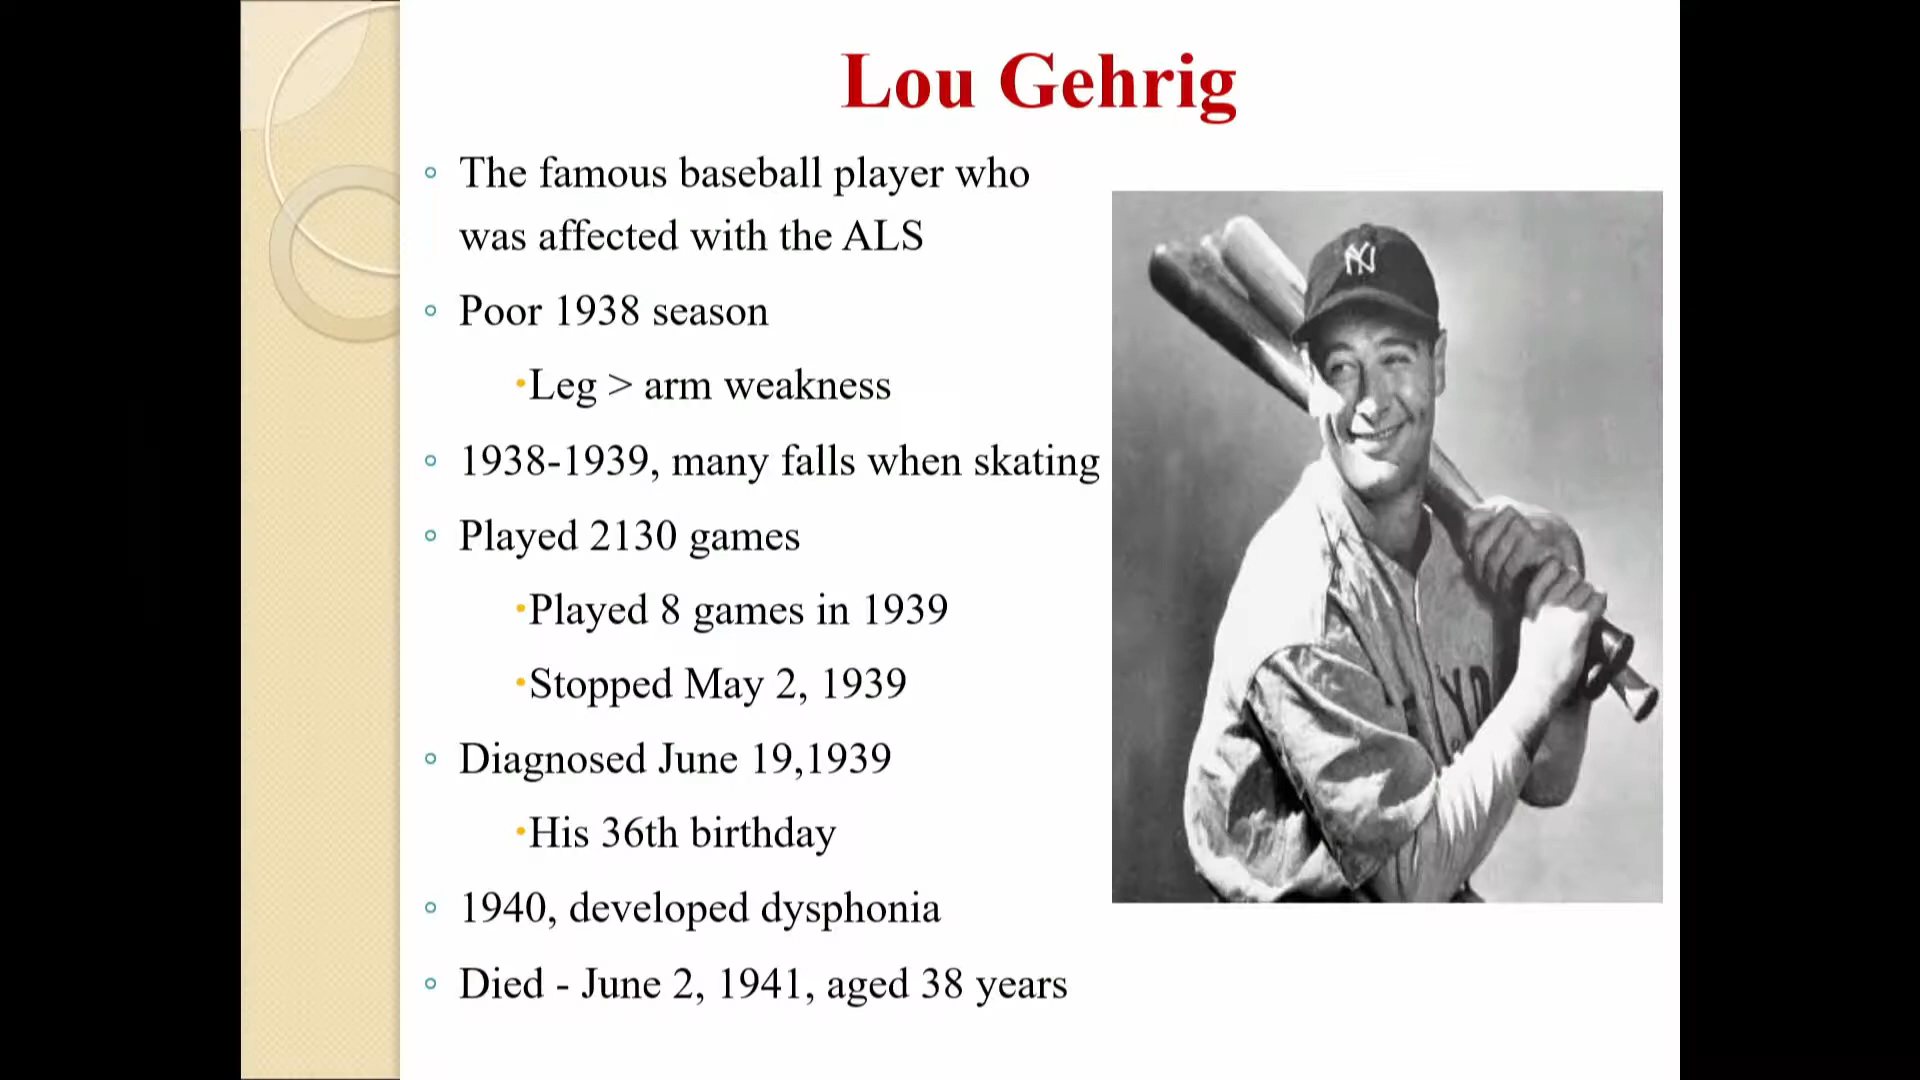 Lou Gehrig
◦ The famous baseball player who
was affected with the ALS
◦ Poor 1938 season
•Leg > arm weakness
◦ 1938-1939, many falls when skating
◦ Played 2130 games
•Played 8 games in 1939
•Stopped May 2, 1939
◦ Diagnosed June 19,1939
•His 36th birthday
◦ 1940, developed dysphonia
◦ Died - June 2, 1941, aged 38 years
NY